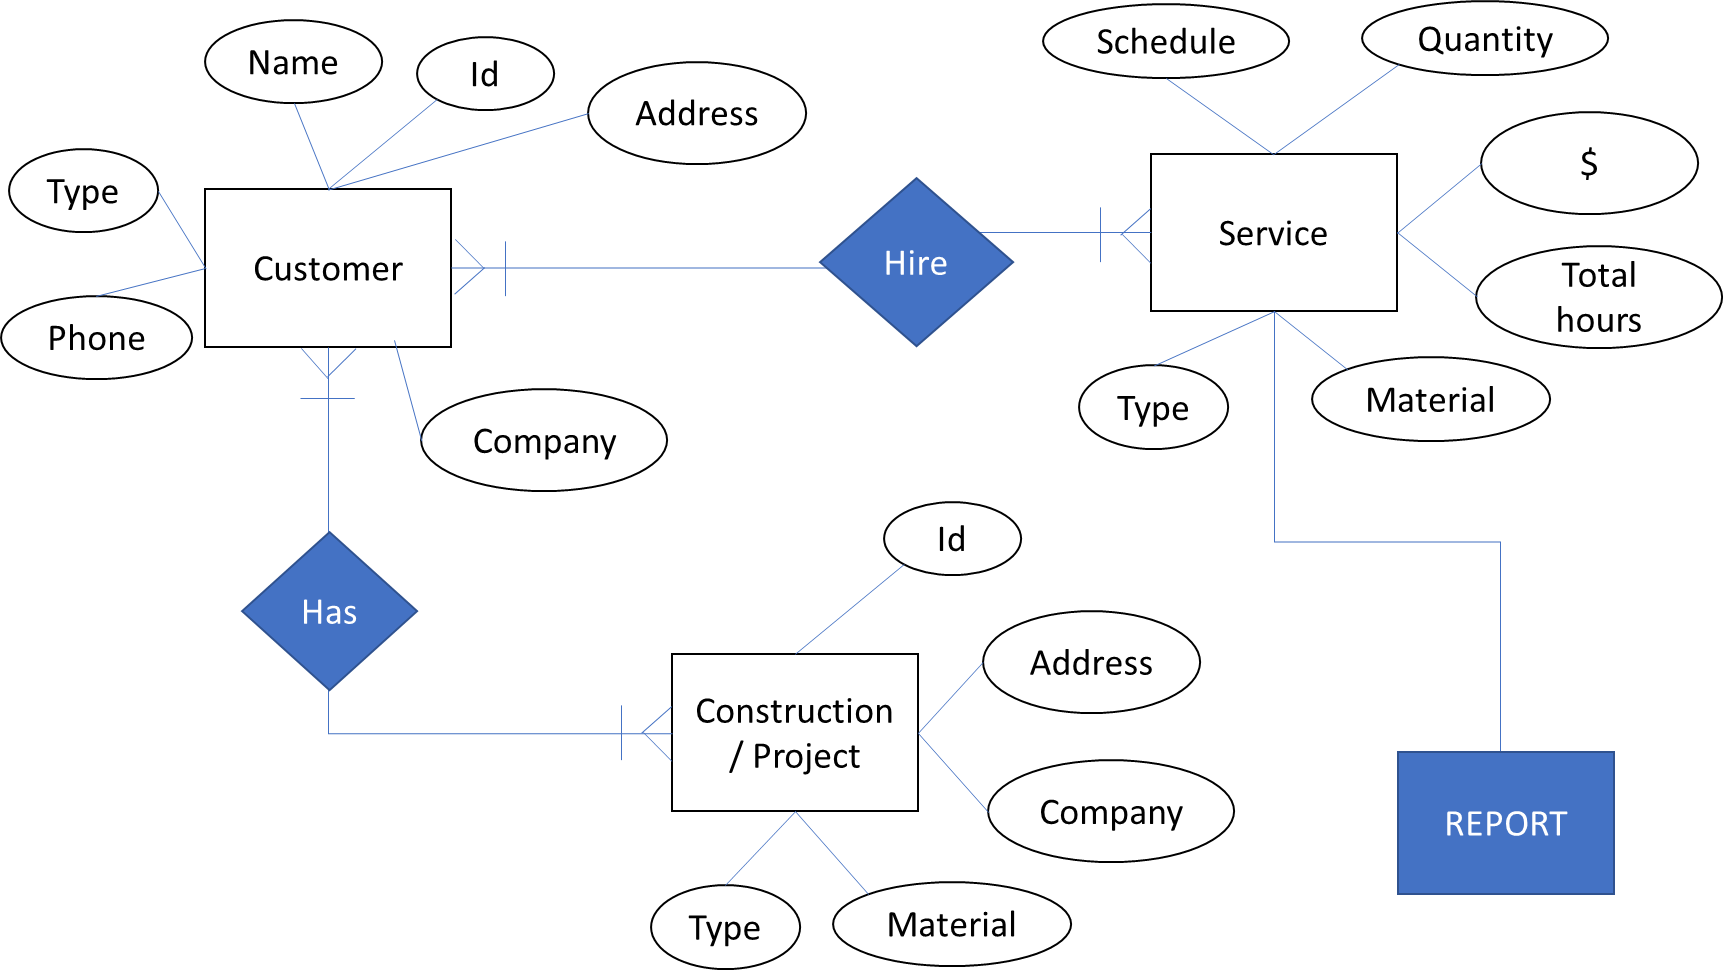 Name
Id
Address
Type
Customer
Phone
Company
Hire
Schedule
Quantity
$
Service
Total
hours
Type
Material
Has
Id
Address
Construction
/ Project
Company
Type
Material
REPORT